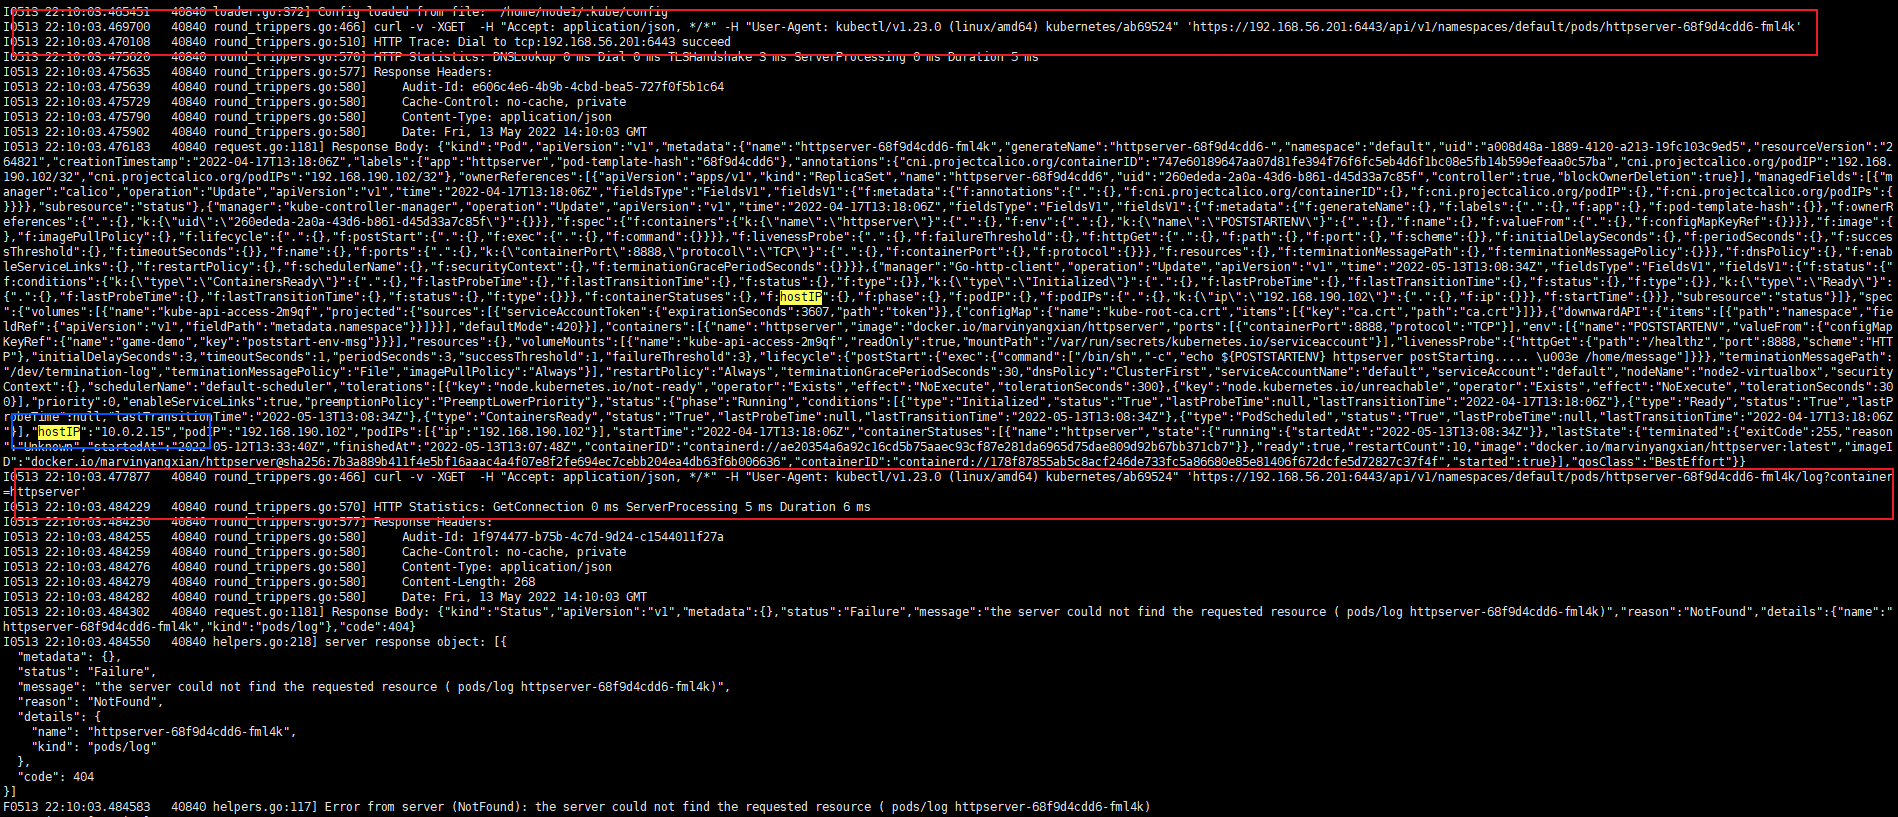 I0513 22:10:03.465451   40840 loader.go:372] Config loaded from file:  /home/node1/.kube/config
I0513 22:10:03.469700   40840 round_trippers.go:466] curl -v -XGET  -H "Accept: application/json, */*" -H "User-Agent: kubectl/v1.23.0 (linux/amd64) kubernetes/ab69524" 'https://192.168.56.201:6443/api/v1/namespaces/default/pods/httpserver-68f9d4cdd6-fml4k'
I0513 22:10:03.470108   40840 round_trippers.go:510] HTTP Trace: Dial to tcp:192.168.56.201:6443 succeed
I0513 22:10:03.475620   40840 round_trippers.go:570] HTTP Statistics: DNSLookup 0 ms Dial 0 ms TLSHandshake 3 ms ServerProcessing 0 ms Duration 5 ms
I0513 22:10:03.475635   40840 round_trippers.go:577] Response Headers:
I0513 22:10:03.475639   40840 round_trippers.go:580]     Audit-Id: e606c4e6-4b9b-4cbd-bea5-727f0f5b1c64
I0513 22:10:03.475729   40840 round_trippers.go:580]     Cache-Control: no-cache, private
I0513 22:10:03.475790   40840 round_trippers.go:580]     Content-Type: application/json
I0513 22:10:03.475902   40840 round_trippers.go:580]     Date: Fri, 13 May 2022 14:10:03 GMT
I0513 22:10:03.476183   40840 request.go:1181] Response Body: {"kind":"Pod","apiVersion":"v1","metadata":{"name":"httpserver-68f9d4cdd6-fml4k","generateName":"httpserver-68f9d4cdd6-","namespace":"default","uid":"a008d48a-1889-4120-a213-19fc103c9ed5","resourceVersion":"2
64821","creationTimestamp":"2022-04-17T13:18:06Z","labels":{"app":"httpserver","pod-template-hash":"68f9d4cdd6"},"annotations":{"cni.projectcalico.org/containerID":"747e60189647aa07d81fe394f76f6fc5eb4d6f1bc08e5fb14b599efeaa0c57ba","cni.projectcalico.org/podIP":"192.168.
190.102/32","cni.projectcalico.org/podIPs":"192.168.190.102/32"},"ownerReferences":[{"apiVersion":"apps/v1","kind":"ReplicaSet","name":"httpserver-68f9d4cdd6","uid":"260ededa-2a0a-43d6-b861-d45d33a7c85f","controller":true,"blockOwnerDeletion":true}],"managedFields":[{"m
anager":"calico","operation":"Update","apiVersion":"v1","time":"2022-04-17T13:18:06Z","fieldsType":"FieldsV1","fieldsV1":{"f:metadata":{"f:annotations":{".":{},"f:cni.projectcalico.org/containerID":{},"f:cni.projectcalico.org/podIP":{},"f:cni.projectcalico.org/podIPs":{
}}}},"subresource":"status"},{"manager":"kube-controller-manager","operation":"Update","apiVersion":"v1","time":"2022-04-17T13:18:06Z","fieldsType":"FieldsV1","fieldsV1":{"f:metadata":{"f:generateName":{},"f:labels":{".":{},"f:app":{},"f:pod-template-hash":{}},"f:ownerR
eferences":{".":{},"k:{\"uid\":\"260ededa-2a0a-43d6-b861-d45d33a7c85f\"}":{}}},"f:spec":{"f:containers":{"k:{\"name\":\"httpserver\"}":{".":{},"f:env":{".":{},"k:{\"name\":\"POSTSTARTENV\"}":{".":{},"f:name":{},"f:valueFrom":{".":{},"f:configMapKeyRef":{}}}},"f:image":{
},"f:imagePullPolicy":{},"f:lifecycle":{".":{},"f:postStart":{".":{},"f:exec":{".":{},"f:command":{}}}},"f:livenessProbe":{".":{},"f:failureThreshold":{},"f:httpGet":{".":{},"f:path":{},"f:port":{},"f:scheme":{}},"f:initialDelaySeconds":{},"f:periodSeconds":{},"f:succes
sThreshold":{},"f:timeoutSeconds":{}},"f:name":{},"f:ports":{".":{},"k:{\"containerPort\":8888,\"protocol\":\"TCP\"}":{".":{},"f:containerPort":{},"f:protocol":{}}},"f:resources":{},"f:terminationMessagePath":{},"f:terminationMessagePolicy":{}}},"f:dnsPolicy":{},"f:enab
leServiceLinks":{},"f:restartPolicy":{},"f:schedulerName":{},"f:securityContext":{},"f:terminationGracePeriodSeconds":{}}}},{"manager":"Go-http-client","operation":"Update","apiVersion":"v1","time":"2022-05-13T13:08:34Z","fieldsType":"FieldsV1","fieldsV1":{"f:status":{"
f:conditions":{"k:{\"type\":\"ContainersReady\"}":{".":{},"f:lastProbeTime":{},"f:lastTransitionTime":{},"f:status":{},"f:type":{}},"k:{\"type\":\"Initialized\"}":{".":{},"f:lastProbeTime":{},"f:lastTransitionTime":{},"f:status":{},"f:type":{}},"k:{\"type\":\"Ready\"}":
{".":{},"f:lastProbeTime":{},"f:lastTransitionTime":{},"f:status":{},"f:type":{}}},"f:containerStatuses":{},"f:hostIP":{},"f:phase":{},"f:podIP":{},"f:podIPs":{".":{},"k:{\"ip\":\"192.168.190.102\"}":{".":{},"f:ip":{}}},"f:startTime":{}}},"subresource":"status"}]},"spec
":{"volumes":[{"name":"kube-api-access-2m9qf","projected":{"sources":[{"serviceAccountToken":{"expirationSeconds":3607,"path":"token"}},{"configMap":{"name":"kube-root-ca.crt","items":[{"key":"ca.crt","path":"ca.crt"}]}},{"downwardAPI":{"items":[{"path":"namespace","fie
ldRef":{"apiVersion":"v1","fieldPath":"metadata.namespace"}}]}}],"defaultMode":420}}],"containers":[{"name":"httpserver","image":"docker.io/marvinyangxian/httpserver","ports":[{"containerPort":8888,"protocol":"TCP"}],"env":[{"name":"POSTSTARTENV","valueFrom":{"configMap
KeyRef":{"name":"game-demo","key":"poststart-env-msg"}}}],"resources":{},"volumeMounts":[{"name":"kube-api-access-2m9qf","readOnly":true,"mountPath":"/var/run/secrets/kubernetes.io/serviceaccount"}],"livenessProbe":{"httpGet":{"path":"/healthz","port":8888,"scheme":"HTT
P"},"initialDelaySeconds":3,"timeoutSeconds":1,"periodSeconds":3,"successThreshold":1,"failureThreshold":3},"lifecycle":{"postStart":{"exec":{"command":["/bin/sh","-c","echo ${POSTSTARTENV} httpserver postStarting..... \u003e /home/message"]}}},"terminationMessagePath":
"/dev/termination-log","terminationMessagePolicy":"File","imagePullPolicy":"Always"}],"restartPolicy":"Always","terminationGracePeriodSeconds":30,"dnsPolicy":"ClusterFirst","serviceAccountName":"default","serviceAccount":"default","nodeName":"node2-virtualbox","security
Context":{},"schedulerName":"default-scheduler","tolerations":[{"key":"node.kubernetes.io/not-ready","operator":"Exists","effect":"NoExecute","tolerationSeconds":300},{"key":"node.kubernetes.io/unreachable","operator":"Exists","effect":"NoExecute","tolerationSeconds":30
0}],"priority":0,"enableServiceLinks":true,"preemptionPolicy":"PreemptLowerPriority"},"status":{"phase":"Running","conditions":[{"type":"Initialized","status":"True","lastProbeTime":null,"lastTransitionTime":"2022-04-17T13:18:06Z"},{"type":"Ready","status":"True","lastP
robeTime":null,"lastTransitionTime":"2022-05-13T13:08:34Z"},{"type":"ContainersReady","status":"True","lastProbeTime":null,"lastTransitionTime":"2022-05-13T13:08:34Z"},{"type":"PodScheduled","status":"True","lastProbeTime":null,"lastTransitionTime":"2022-04-17T13:18:06Z
"}],"hostIP":"10.0.2.15","podIP":"192.168.190.102","podIPs":[{"ip":"192.168.190.102"}],"startTime":"2022-04-17T13:18:06Z","containerStatuses":[{"name":"httpserver","state":{"running":{"startedAt":"2022-05-13T13:08:34Z"}},"lastState":{"terminated":{"exitCode":255,"reason
":"Unknown","startedAt":"2022-05-12T13:33:40Z","finishedAt":"2022-05-13T13:07:48Z","containerID":"containerd://ae20354a6a92c16cd5b75aaec93cf87e281da6965d75dae809d92b67bb371cb7"}},"ready":true,"restartCount":10,"image":"docker.io/marvinyangxian/httpserver:latest","imageI
D":"docker.io/marvinyangxian/httpserver@sha256:7b3a889b411f4e5bf16aaac4a4f07e8f2fe694ec7cebb204ea4db63f6b006636","containerID":"containerd://178f87855ab5c8acf246de733fc5a86680e85e81406f672dcfe5d72827c37f4f","started":true}],"qosClass":"BestEffort"}}
I0513 22:10:03.477877   40840 round_trippers.go:466] curl -v -XGET  -H "Accept: application/json, */*" -H "User-Agent: kubectl/v1.23.0 (linux/amd64) kubernetes/ab69524" 'https://192.168.56.201:6443/api/v1/namespaces/default/pods/httpserver-68f9d4cdd6-fml4k/log?container
=httpserver'
I0513 22:10:03.484229   40840 round_trippers.go:570] HTTP Statistics: GetConnection 0 ms ServerProcessing 5 ms Duration 6 ms
I0513 22:10:03.484250   40840 round_trippers.go:577] Response Headers:
I0513 22:10:03.484255   40840 round_trippers.go:580]     Audit-Id: 1f974477-b75b-4c7d-9d24-c1544011f27a
I0513 22:10:03.484259   40840 round_trippers.go:580]     Cache-Control: no-cache, private
I0513 22:10:03.484276   40840 round_trippers.go:580]     Content-Type: application/json
I0513 22:10:03.484279   40840 round_trippers.go:580]     Content-Length: 268
I0513 22:10:03.484282   40840 round_trippers.go:580]     Date: Fri, 13 May 2022 14:10:03 GMT
I0513 22:10:03.484302   40840 request.go:1181] Response Body: {"kind":"Status","apiVersion":"v1","metadata":{},"status":"Failure","message":"the server could not find the requested resource ( pods/log httpserver-68f9d4cdd6-fml4k)","reason":"NotFound","details":{"name":"
httpserver-68f9d4cdd6-fml4k","kind":"pods/log"},"code":404}
I0513 22:10:03.484550   40840 helpers.go:218] server response object: [{
  "metadata": {},
  "status": "Failure",
  "message": "the server could not find the requested resource ( pods/log httpserver-68f9d4cdd6-fml4k)",
  "reason": "NotFound",
  "details": {
    "name": "httpserver-68f9d4cdd6-fml4k",
    "kind": "pods/log"
  },
  "code": 404
}]
F0513 22:10:03.484583   40840 helpers.go:117] Error from server (NotFound): the server could not find the requested resource ( pods/log httpserver-68f9d4cdd6-fml4k)